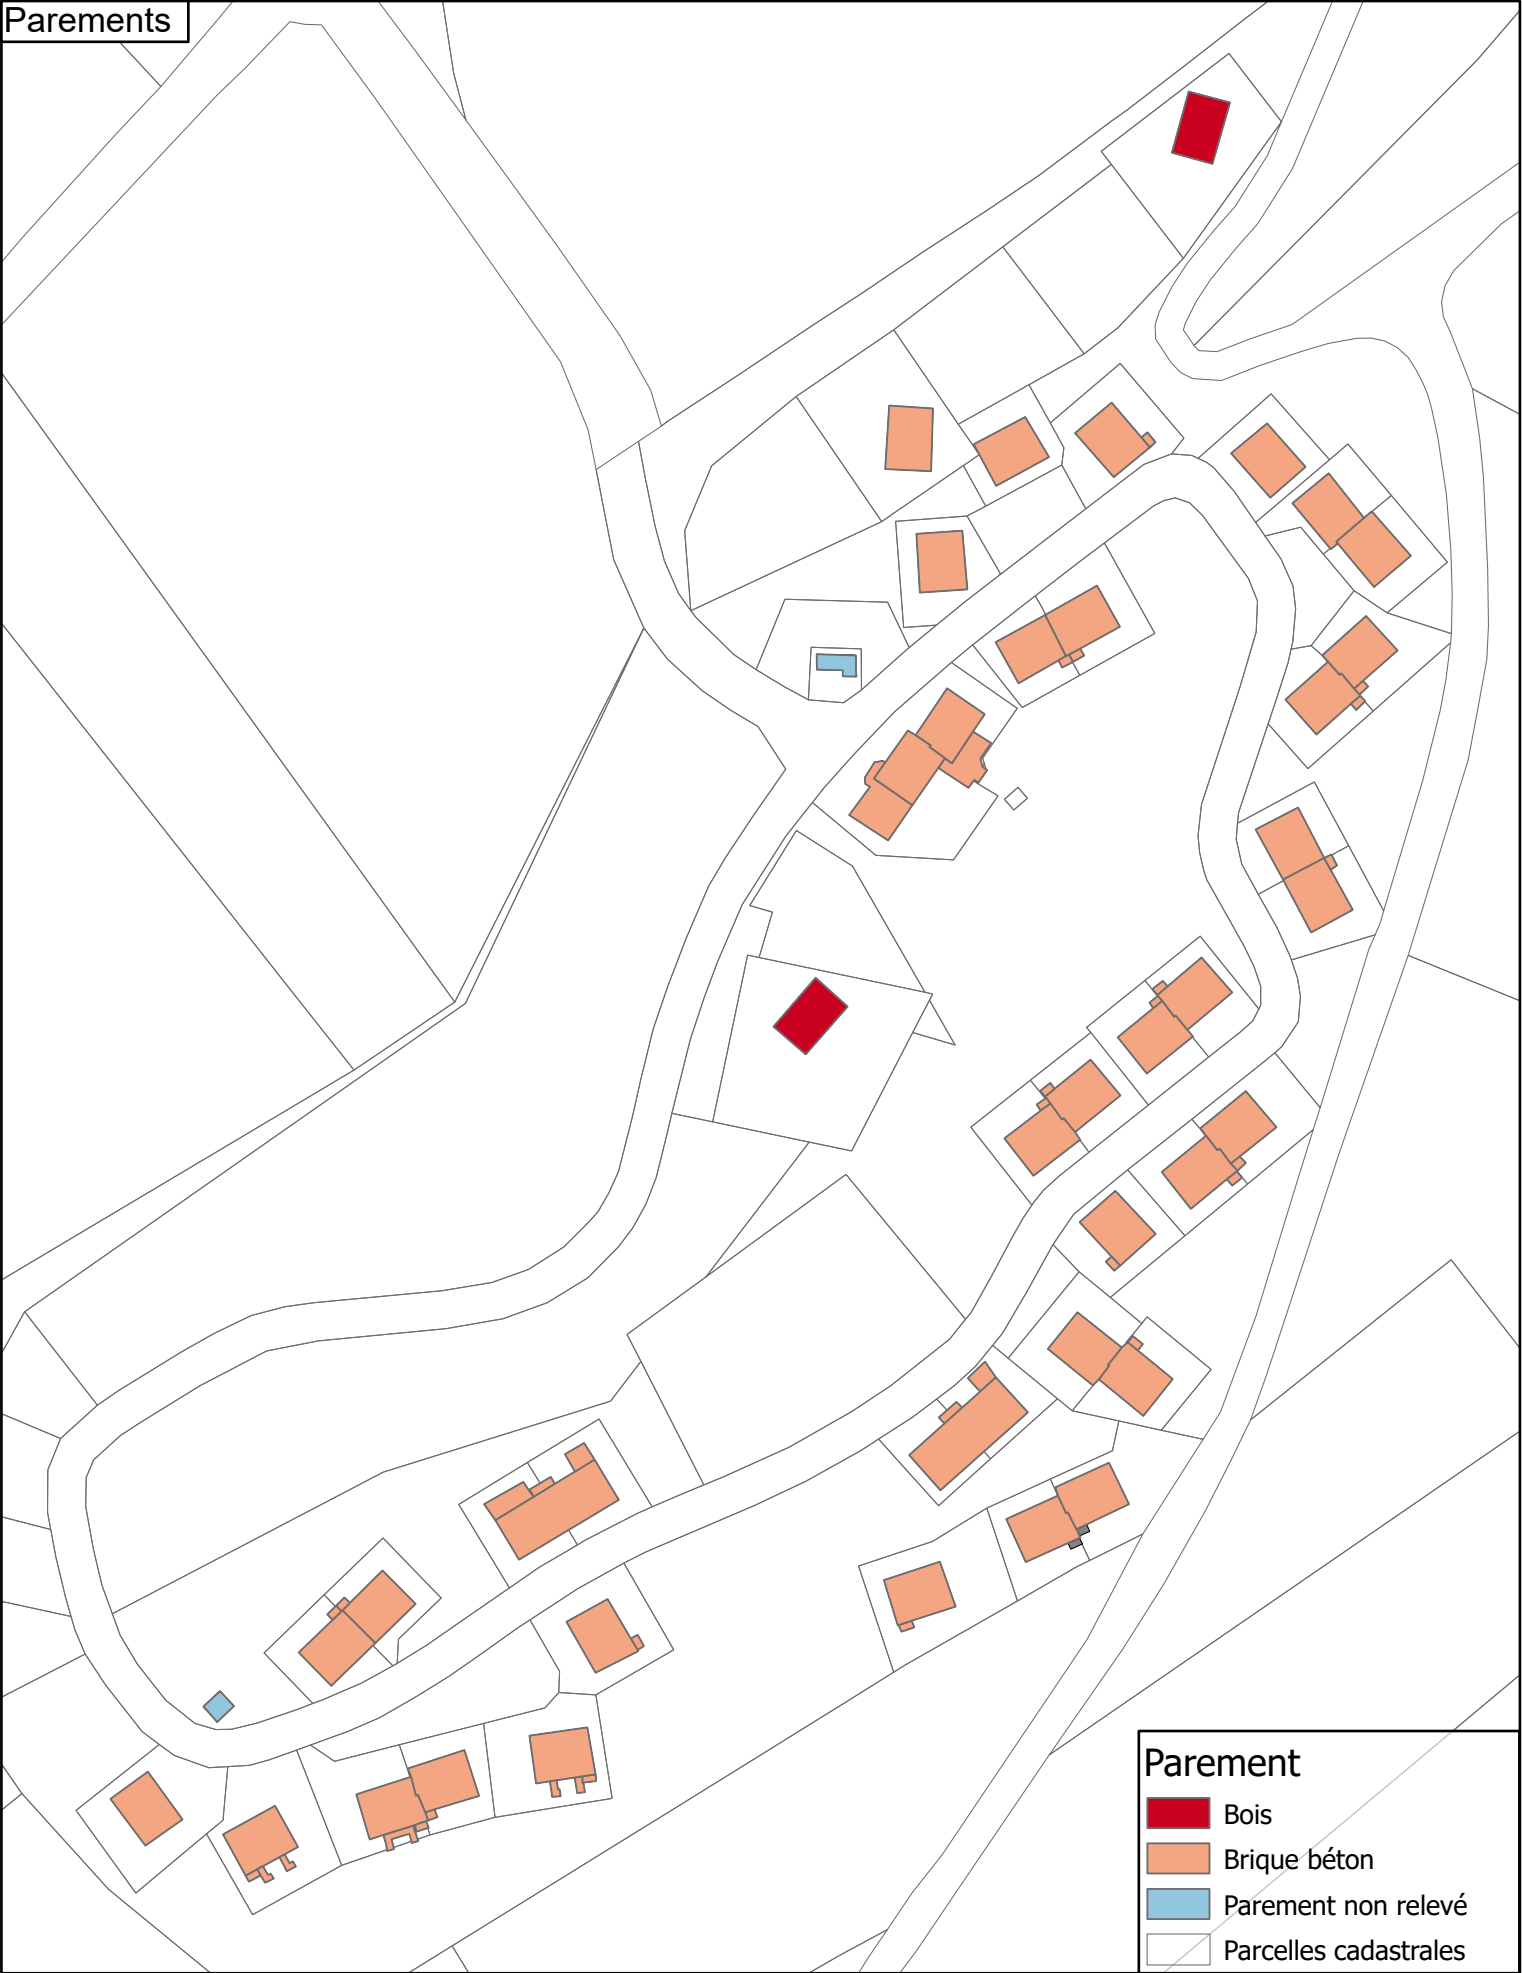 Parements
Parement
Bois
Brique béton
Parement non relevé
Parcelles cadastrales